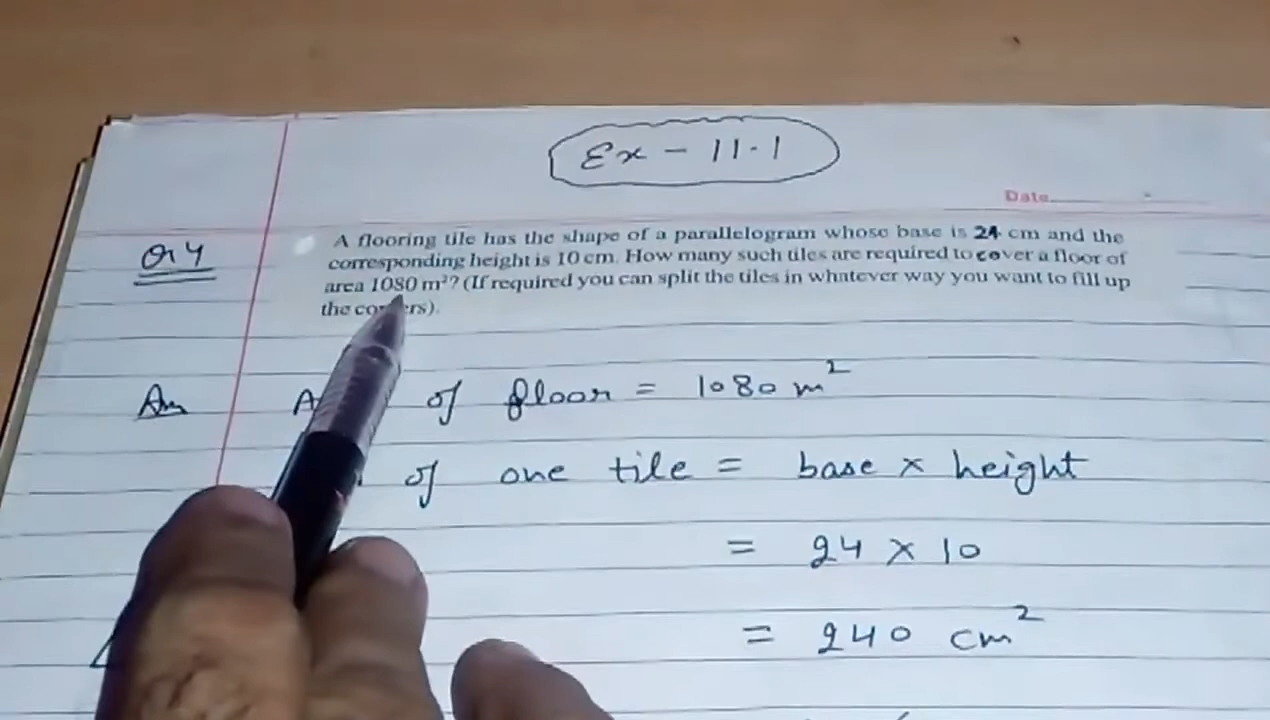 Ex - 11.1
Date
Q4
A flooring tile has the shape of a parallelogram whose base is 24 cm and the
corresponding height is 10 cm. How many such tiles are required to cover a floor of
area 1080 m²? (If required you can split the tiles in whatever way you want to fill up
the corners).
Ans A of floor = 1080 m²
of one tile = base × height
= 24 × 10
= 240 cm²